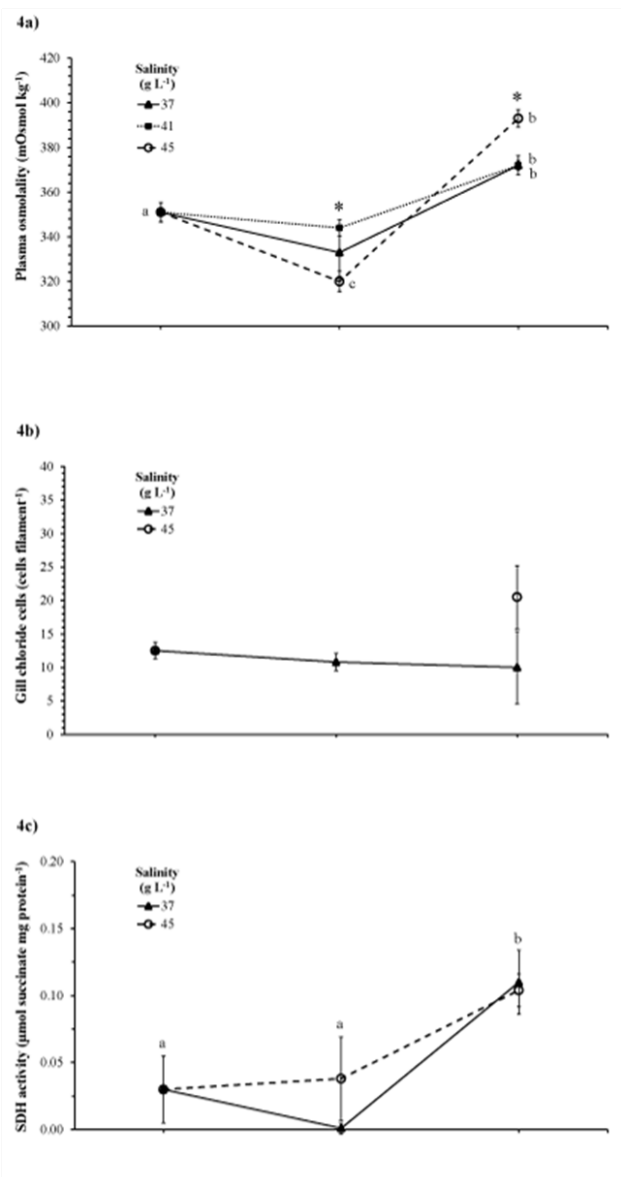 4a)
Plasma osmolality (mOsmol kg⁻¹)
420
400
380
360
340
320
300
Salinity
(g L⁻¹)
37
41
45
a
*
c
*
b
b
b
4b)
Gill chloride cells (cells filament⁻¹)
40
35
30
25
20
15
10
5
0
Salinity
(g L⁻¹)
37
45
4c)
SDH activity (µmol succinate mg protein⁻¹)
0.20
0.15
0.10
0.05
0.00
Salinity
(g L⁻¹)
37
45
a
a
b